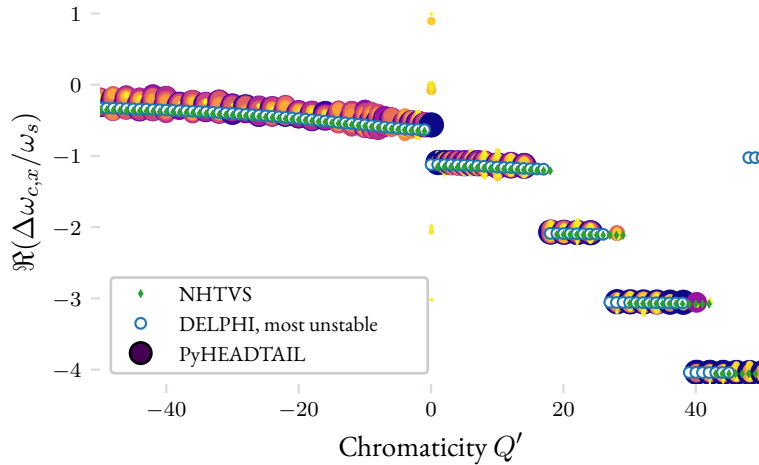 1
0
−1
−2
−3
−4
ℜ(Δω_{c,x}/ω_s)
NHTVS
DELPHI, most unstable
PyHEADTAIL
−40
−20
0
20
40
Chromaticity Q′